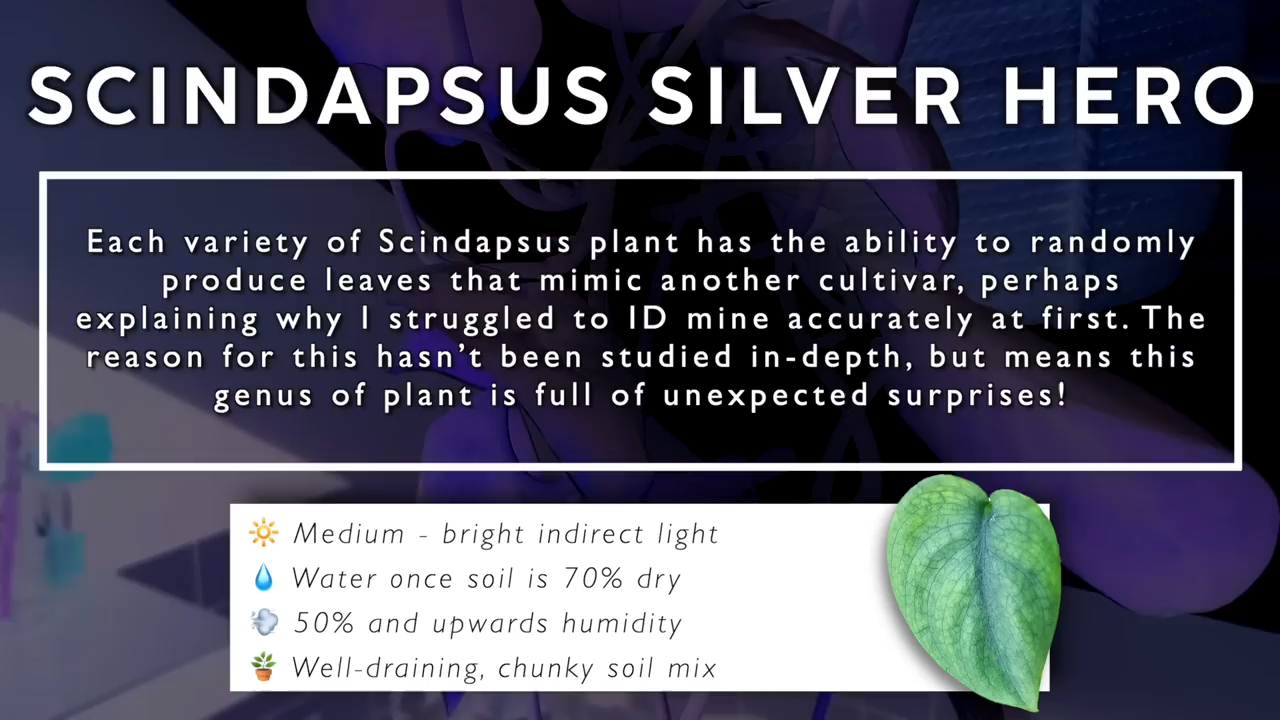 SCINDAPSUS SILVER HERO
Each variety of Scindapsus plant has the ability to randomly
produce leaves that mimic another cultivar, perhaps
explaining why I struggled to ID mine accurately at first. The
reason for this hasn’t been studied in-depth, but means this
genus of plant is full of unexpected surprises!
Medium - bright indirect light
Water once soil is 70% dry
50% and upwards humidity
Well-draining, chunky soil mix